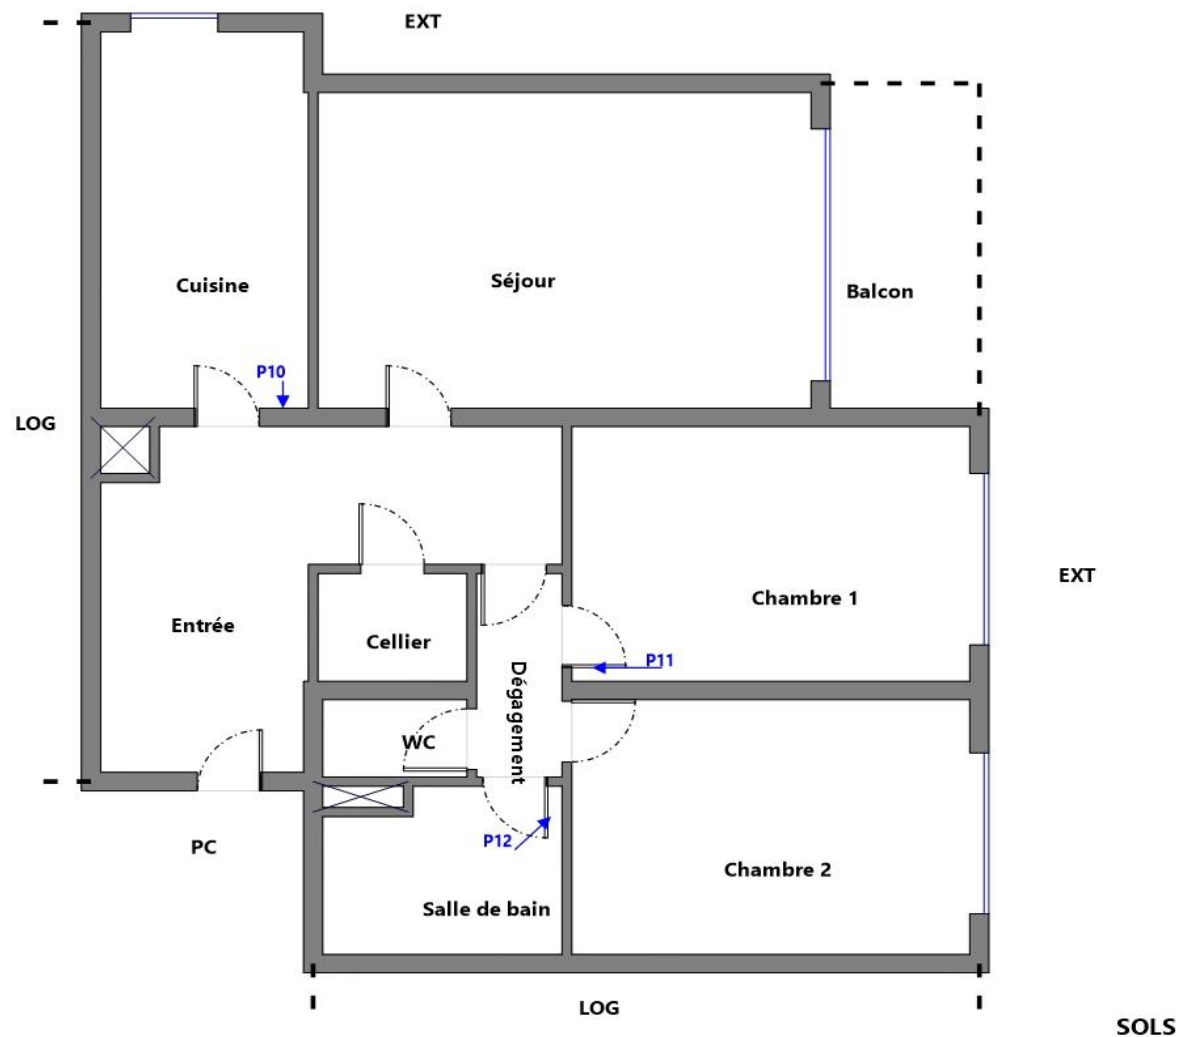 EXT
Cuisine
Séjour
Balcon
P10
LOG
EXT
Chambre 1
Entrée
Cellier
P11
Dégagement
WC
P12
PC
Chambre 2
Salle de bain
LOG
SOLS